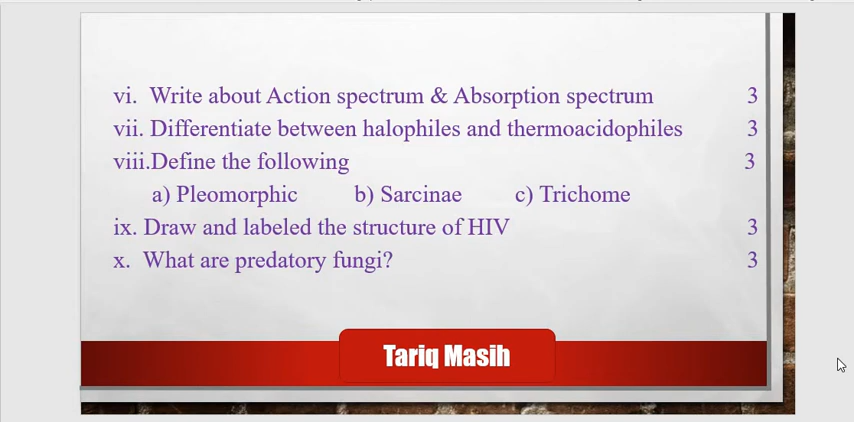 vi. Write about Action spectrum & Absorption spectrum 3
vii. Differentiate between halophiles and thermoacidophiles 3
viii.Define the following 3
a) Pleomorphic b) Sarcinae c) Trichome
ix. Draw and labeled the structure of HIV 3
x. What are predatory fungi? 3
Tariq Masih